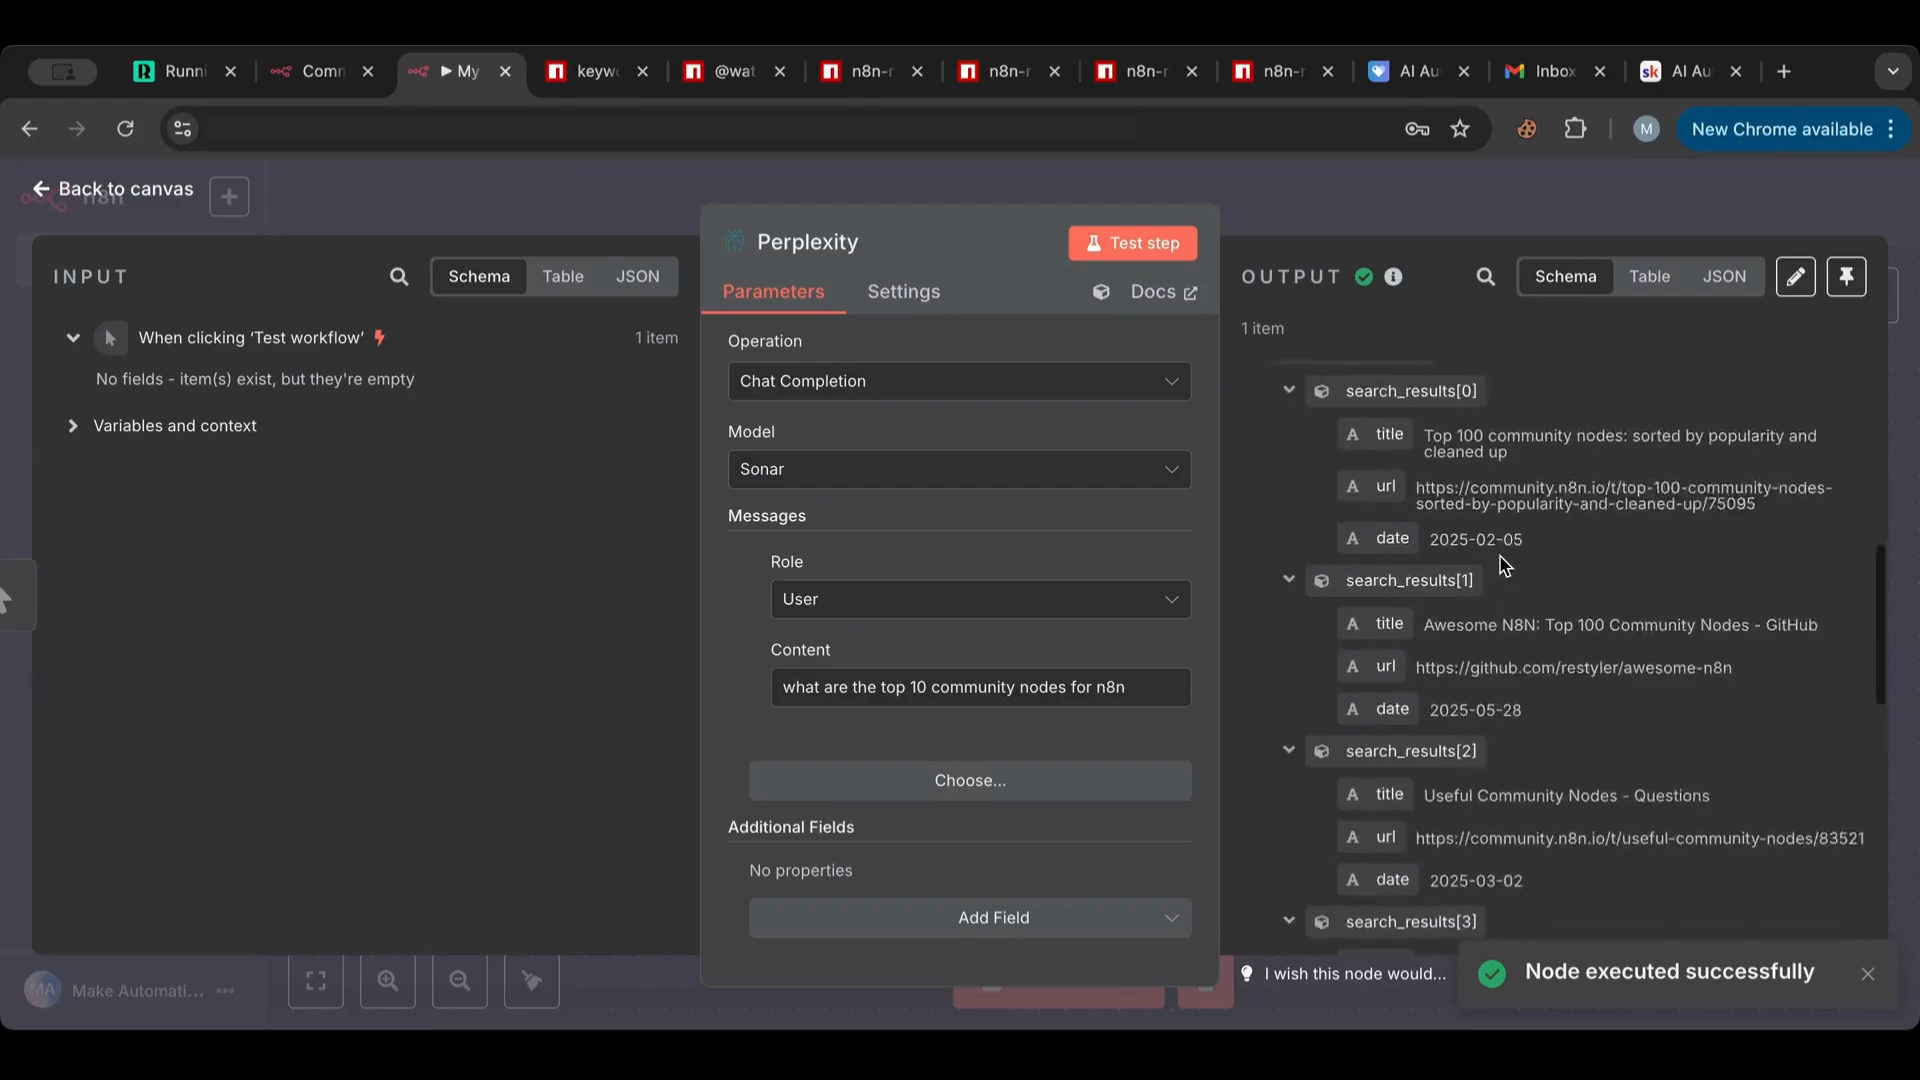 Runni
Comn
My
keywo
@wat
n8n-r
n8n-r
n8n-r
n8n-r
AI Au
Inbox
sk
AI Au
M
New Chrome available
Back to canvas
n8n
INPUT
Schema
Table
JSON
When clicking ‘Test workflow’
1 item
No fields - item(s) exist, but they're empty
Variables and context
Perplexity
Test step
Parameters
Settings
Docs
Operation
Chat Completion
Model
Sonar
Messages
Role
User
Content
what are the top 10 community nodes for n8n
Choose...
Additional Fields
No properties
Add Field
OUTPUT
Schema
Table
JSON
1 item
search_results[0]
A title Top 100 community nodes: sorted by popularity and
cleaned up
A url https://community.n8n.io/t/top-100-community-nodes-
sorted-by-popularity-and-cleaned-up/75095
A date 2025-02-05
search_results[1]
A title Awesome N8N: Top 100 Community Nodes - GitHub
A url https://github.com/restyler/awesome-n8n
A date 2025-05-28
search_results[2]
A title Useful Community Nodes - Questions
A url https://community.n8n.io/t/useful-community-nodes/83521
A date 2025-03-02
search_results[3]
MA Make Automati...
I wish this node would...
Node executed successfully